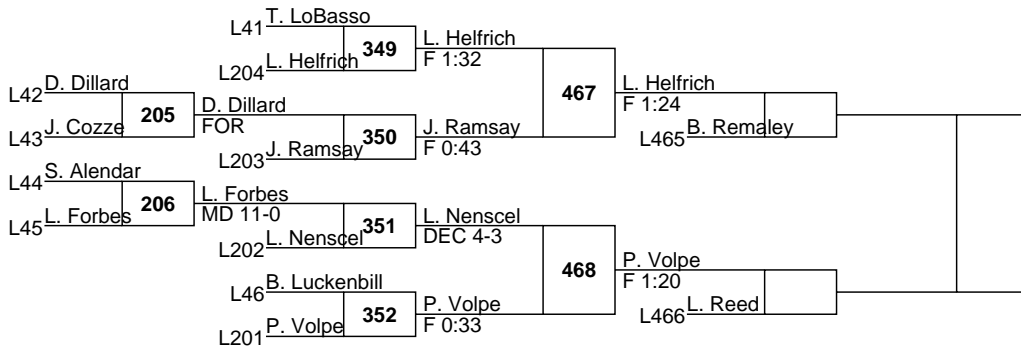 T. LoBasso
L41
349
L. Helfrich
F 1:32
L. Helfrich
L204
D. Dillard
L42
205
D. Dillard
FOR
J. Cozze
L43
350
J. Ramsay
F 0:43
J. Ramsay
L203
467
L. Helfrich
F 1:24
B. Remaley
L465
S. Alendar
L44
206
L. Forbes
MD 11-0
L. Forbes
L45
351
L. Nenscel
DEC 4-3
L. Nenscel
L202
468
P. Volpe
F 1:20
B. Luckenbill
L46
352
P. Volpe
F 0:33
P. Volpe
L201
L. Reed
L466